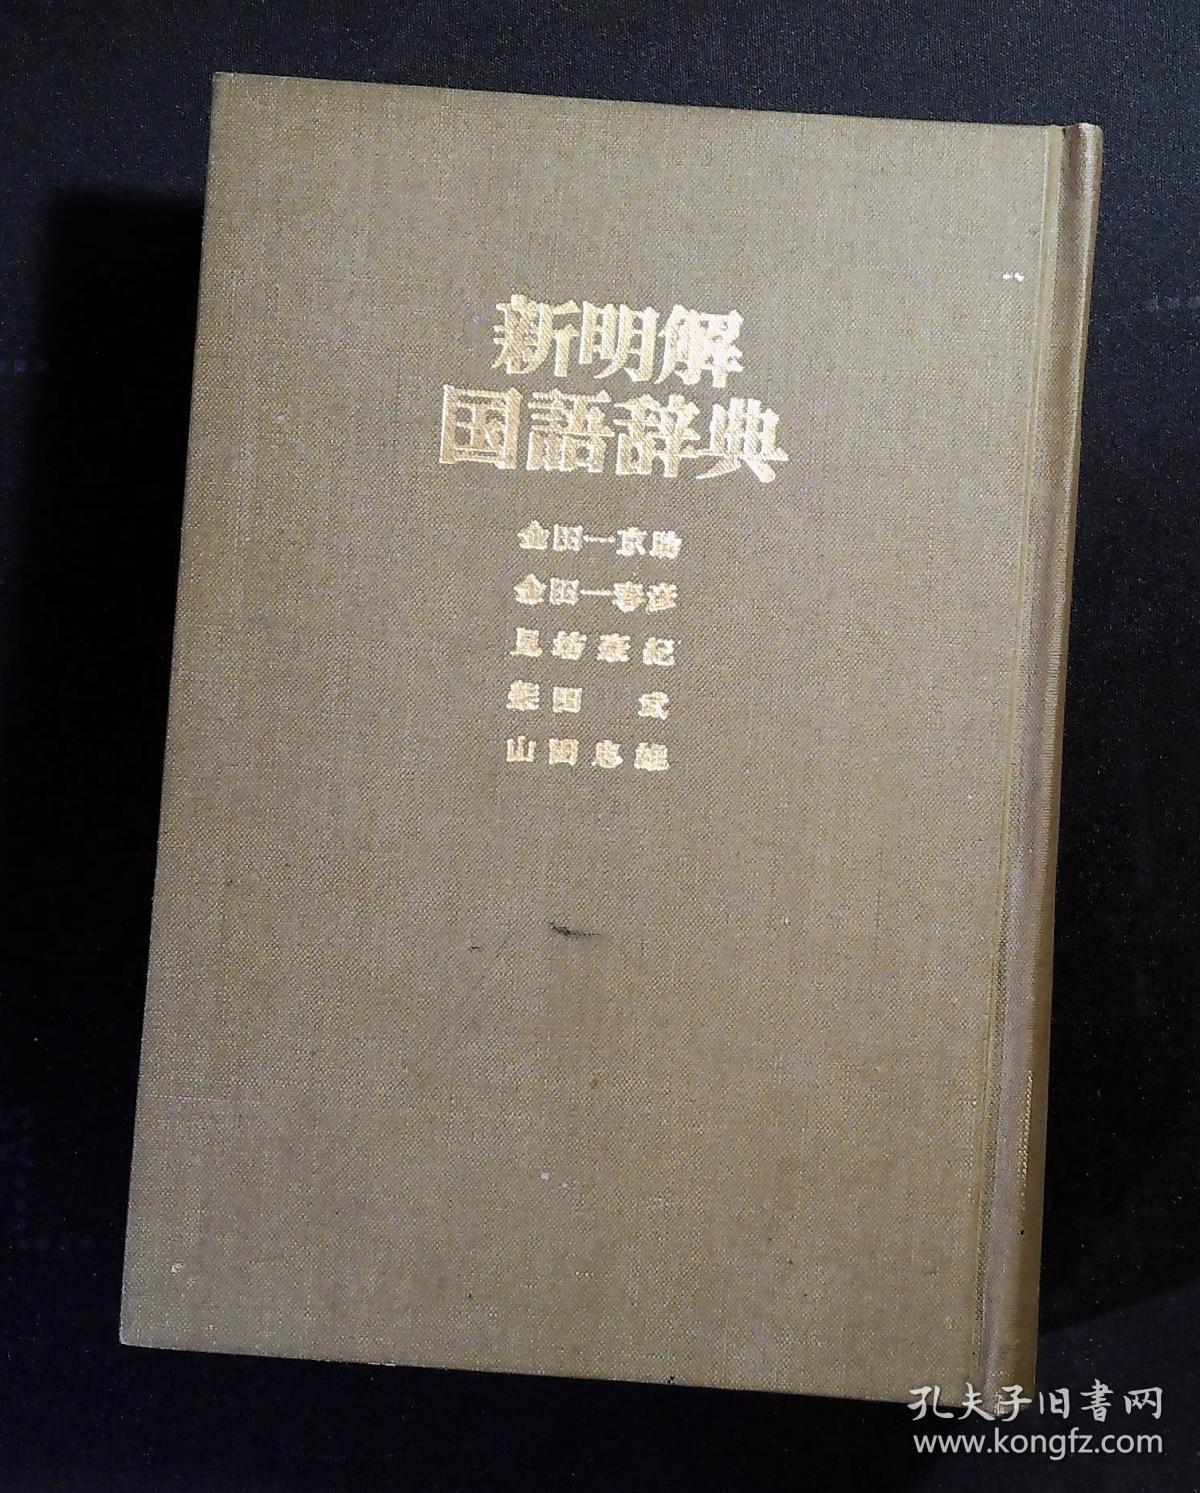 新明解
国語辞典
金田一京助
金田一春彦
見坊豪紀
柴田 武
山田忠雄
孔夫子旧书网
www.kongfz.com